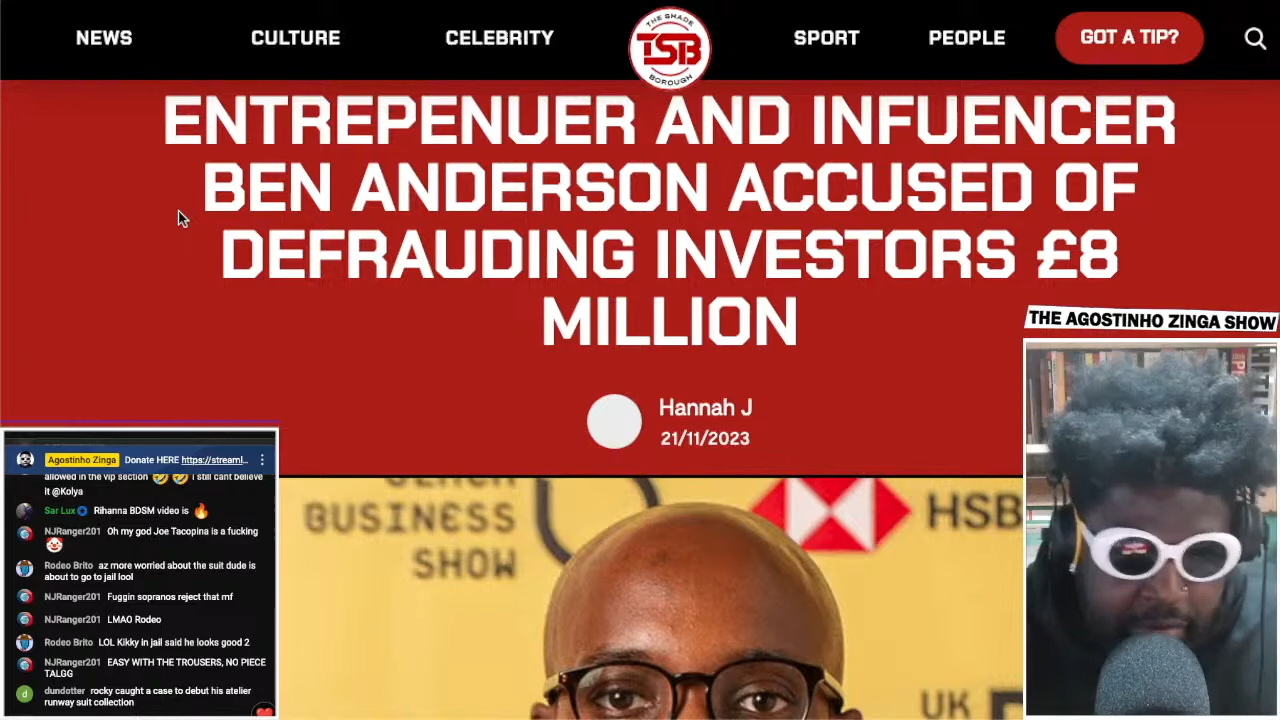 NEWS
CULTURE
CELEBRITY
THE SHADE
TSB
BOROUGH
SPORT
PEOPLE
GOT A TIP?
ENTREPENUER AND INFUENCER
BEN ANDERSON ACCUSED OF
DEFRAUDING INVESTORS £8
MILLION
Hannah J
21/11/2023
BUSINESS
SHOW
HSB
UK
THE AGOSTINHO ZINGA SHOW
Agostinho Zinga Donate HERE https://streaml...
allowed in the vip section 🤣 🤣 I still cant believe
it @Kolya
Sar Lux Rihanna BDSM video is 🔥
NJRanger201 Oh my god Joe Tacopina is a fucking
🤡
Rodeo Brito az more worried about the suit dude is
about to go to jail lool
NJRanger201 Fuggin sopranos reject that mf
NJRanger201 LMAO Rodeo
Rodeo Brito LOL Kikky in jail said he looks good 2
NJRanger201 EASY WITH THE TROUSERS, NO PIECE
TALGG
d dundotter rocky caught a case to debut his atelier
runway suit collection